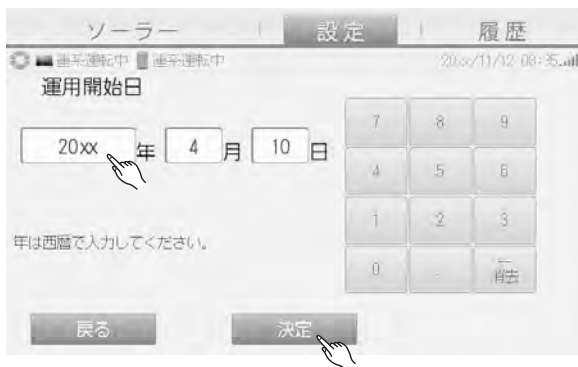 ソーラー 設定 履歴
連系運転中 連系運転中 20xx/11/12 08:35
運用開始日
20xx 年 4 月 10 日
年は西暦で入力してください。
7 8 9
4 5 6
1 2 3
0 . 消去
戻る 決定